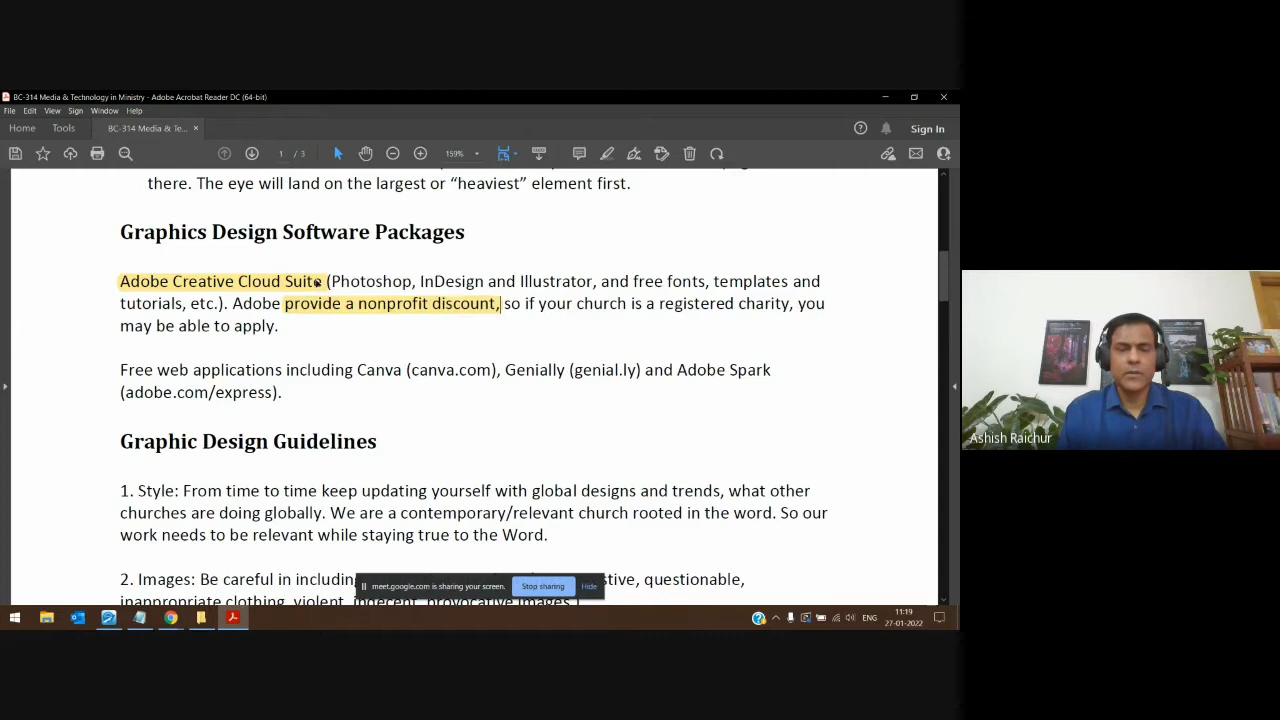 BC-314 Media & Technology in Ministry - Adobe Acrobat Reader DC (64-bit)
File Edit View Sign Window Help
Home Tools BC-314 Media & Te... × Sign In
1 / 3 159%
there. The eye will land on the largest or “heaviest” element first.
Graphics Design Software Packages
Adobe Creative Cloud Suite (Photoshop, InDesign and Illustrator, and free fonts, templates and
tutorials, etc.). Adobe provide a nonprofit discount, so if your church is a registered charity, you
may be able to apply.
Free web applications including Canva (canva.com), Genially (genial.ly) and Adobe Spark
(adobe.com/express).
Graphic Design Guidelines
1. Style: From time to time keep updating yourself with global designs and trends, what other
churches are doing globally. We are a contemporary/relevant church rooted in the word. So our
work needs to be relevant while staying true to the Word.
2. Images: Be careful in including questionable,
meet.google.com is sharing your screen. Stop sharing Hide
inappropriate clothing, violent, indecent, provocative images)
ENG
11:19
27-01-2022
Ashish Raichur